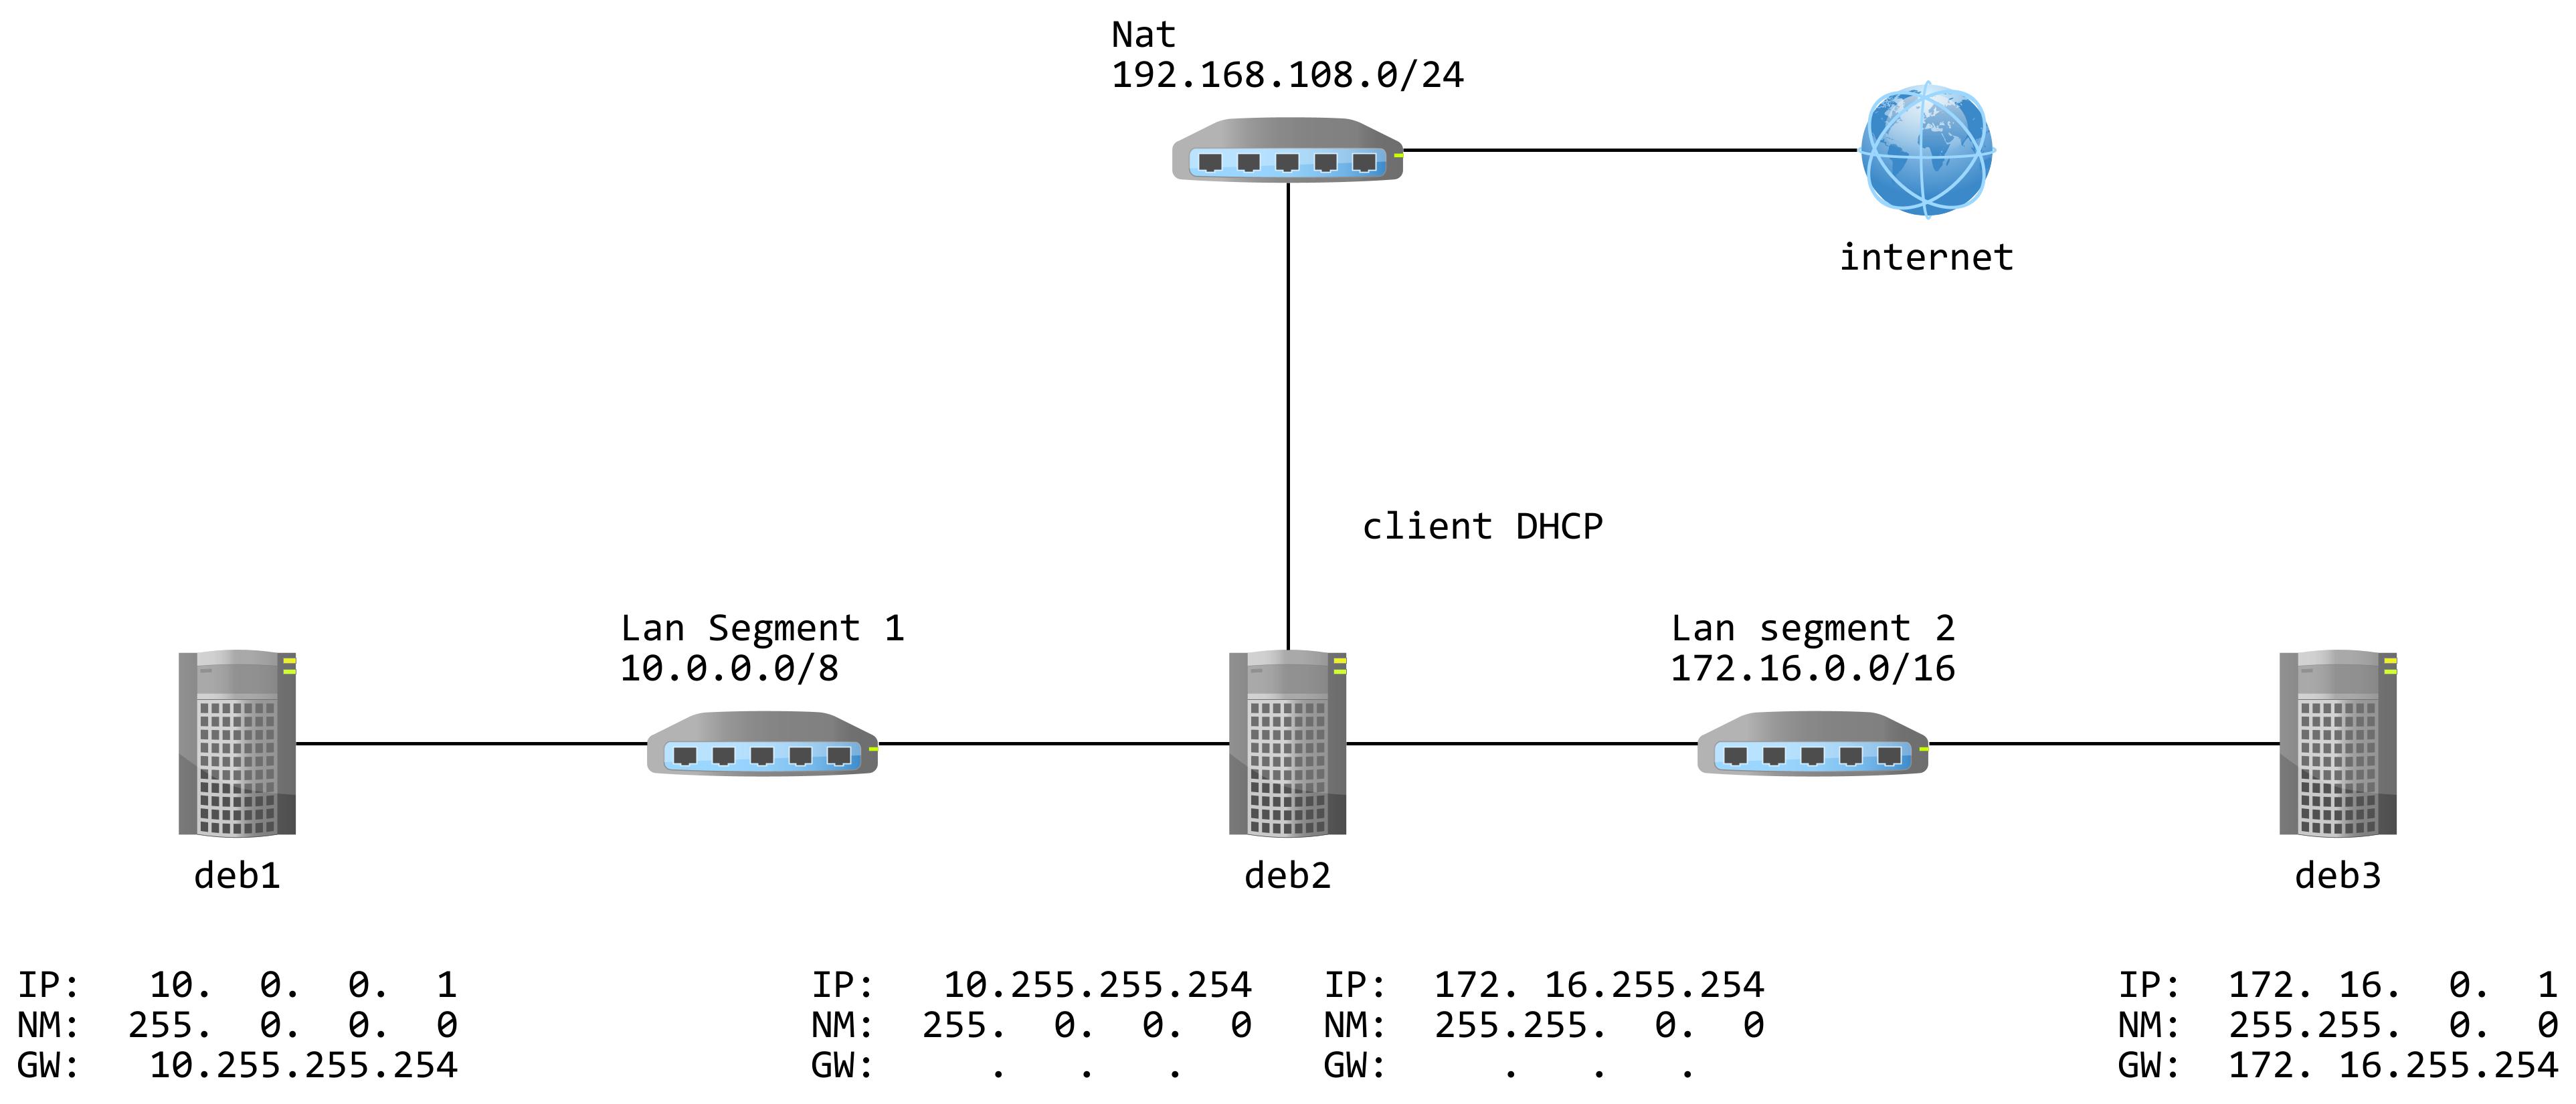 Nat
192.168.108.0/24
internet
client DHCP
Lan Segment 1
10.0.0.0/8
Lan segment 2
172.16.0.0/16
deb1
deb2
deb3
IP:   10.  0.  0.  1
NM:  255.  0.  0.  0
GW:   10.255.255.254
IP:   10.255.255.254
NM:  255.  0.  0.  0
GW:     .   .   .
IP:  172. 16.255.254
NM:  255.255.  0.  0
GW:     .   .   .
IP:  172. 16.  0.  1
NM:  255.255.  0.  0
GW:  172. 16.255.254